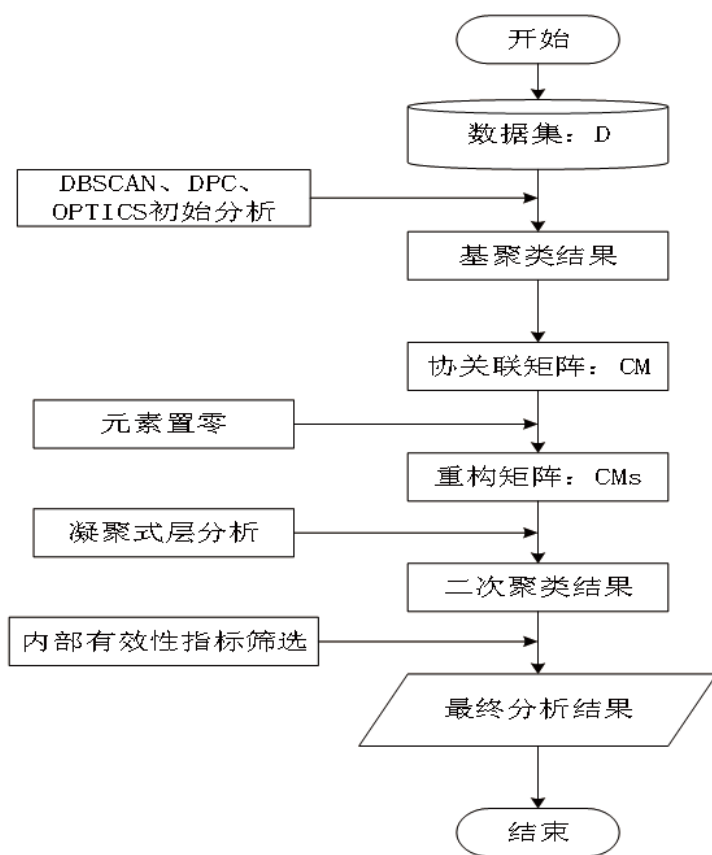 开始
数据集：D
DBSCAN、DPC、
OPTICS初始分析
基聚类结果
协关联矩阵：CM
元素置零
重构矩阵：CMs
凝聚式层分析
二次聚类结果
内部有效性指标筛选
最终分析结果
结束